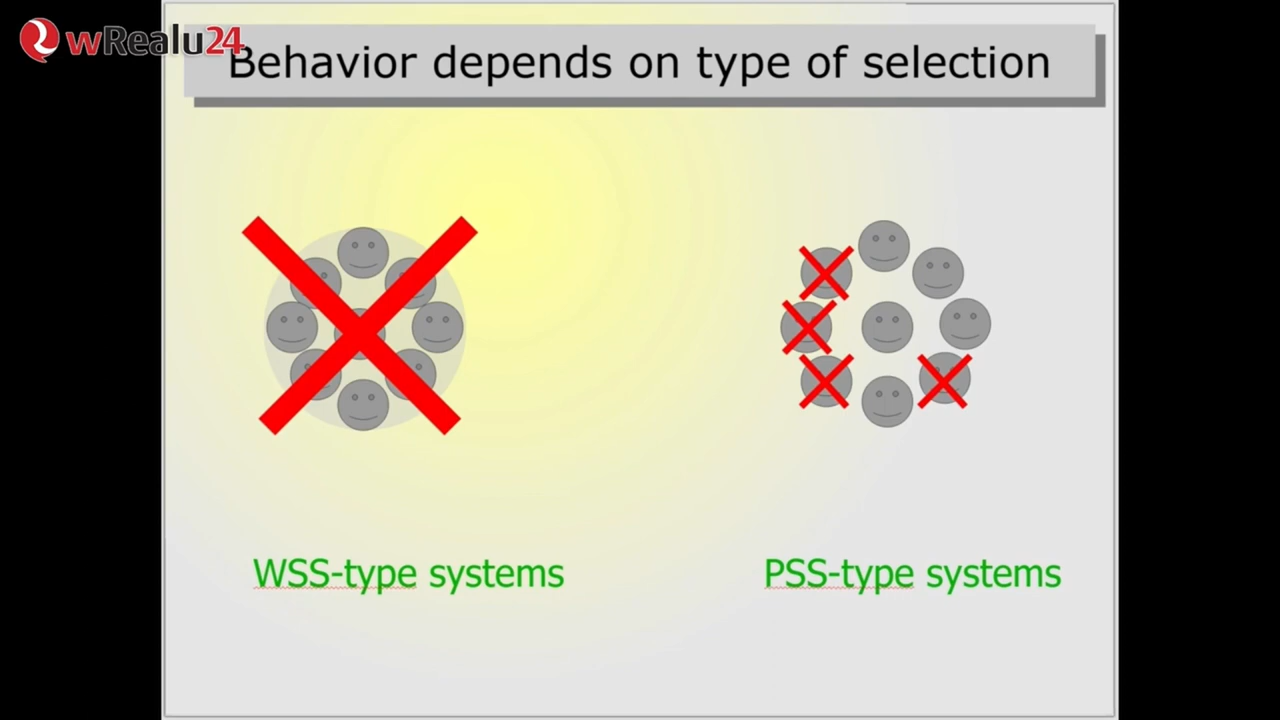 wRealu24
Behavior depends on type of selection
WSS-type systems
PSS-type systems